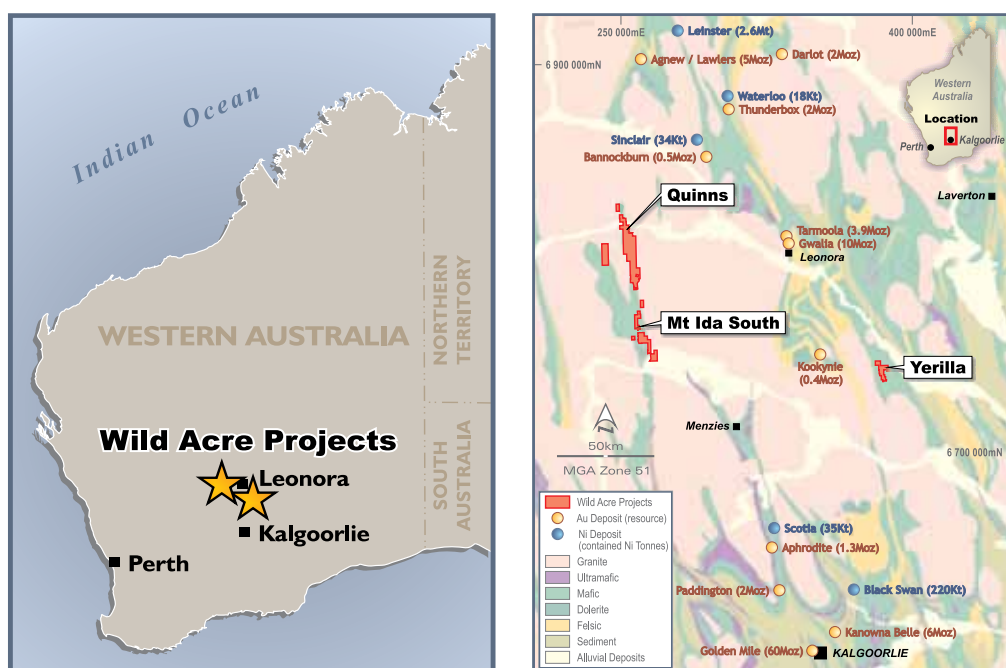 Indian Ocean
WESTERN AUSTRALIA
NORTHERN
TERRITORY
SOUTH
AUSTRALIA
Wild Acre Projects
Leonora
Kalgoorlie
Perth
250 000mE
400 000mE
6 900 000mN
Leinster (2.6Mt)
Agnew / Lawlers (5Moz)
Darlot (2Moz)
Waterloo (18Kt)
Thunderbox (2Moz)
Sinclair (34Kt)
Bannockburn (0.5Moz)
Western
Australia
Location
Kalgoorlie
Perth
Laverton
Quinns
Tarmoola (3.9Moz)
Gwalia (10Moz)
Leonora
Mt Ida South
Kookynie
(0.4Moz)
Yerilla
Menzies
N
50km
MGA Zone 51
6 700 000mN
Wild Acre Projects
Au Deposit (resource)
Ni Deposit
(contained Ni Tonnes)
Granite
Ultramafic
Mafic
Dolerite
Felsic
Sediment
Alluvial Deposits
Scotia (35Kt)
Aphrodite (1.3Moz)
Paddington (2Moz)
Black Swan (220Kt)
Kanowna Belle (6Moz)
Golden Mile (60Moz)
KALGOORLIE